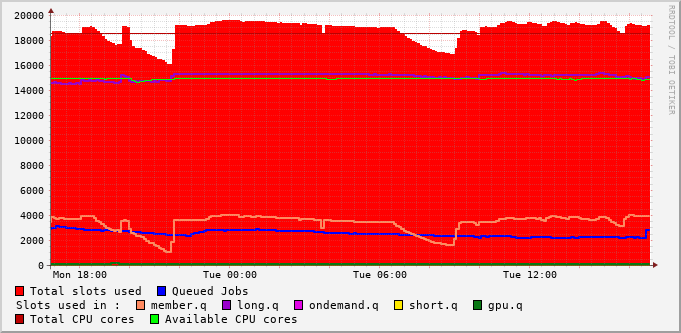 20000
18000
16000
14000
12000
10000
8000
6000
4000
2000
0
Mon 18:00 Tue 00:00 Tue 06:00 Tue 12:00
RRDTOOL / TOBI OETIKER
Total slots used Queued Jobs
Slots used in : member.q long.q ondemand.q short.q gpu.q
Total CPU cores Available CPU cores